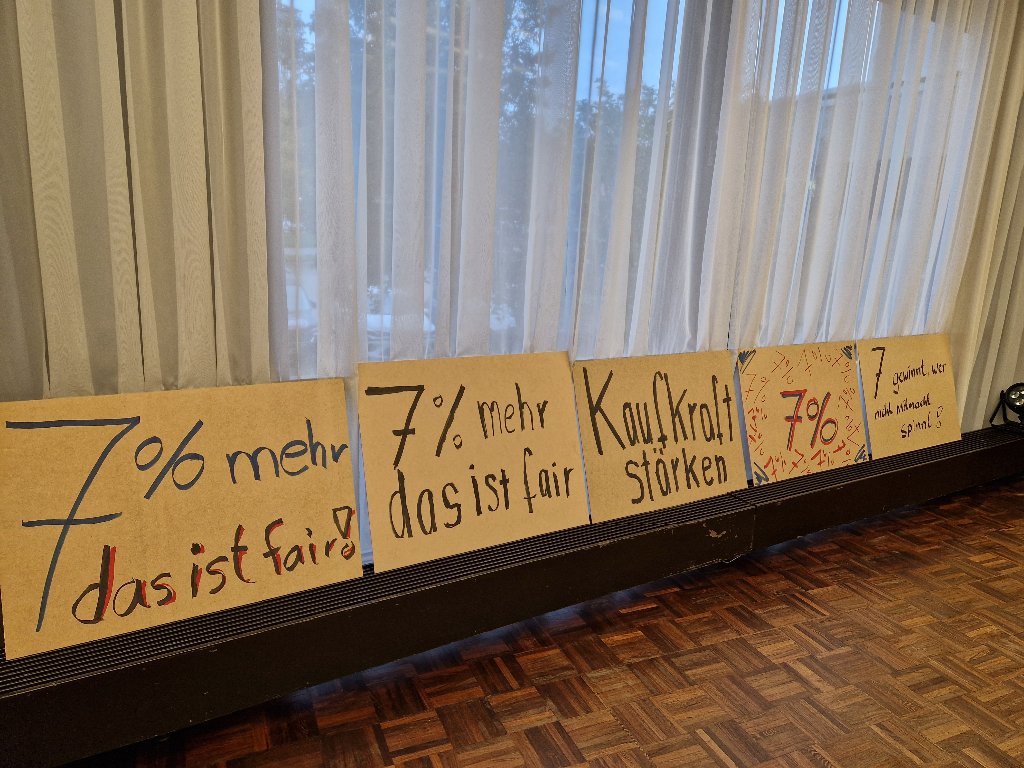 7% mehr
das ist fair!
7% mehr
das ist fair
Kaufkraft
stärken
7%
7 gewinnt, wer
nicht mitmacht
spinnt!